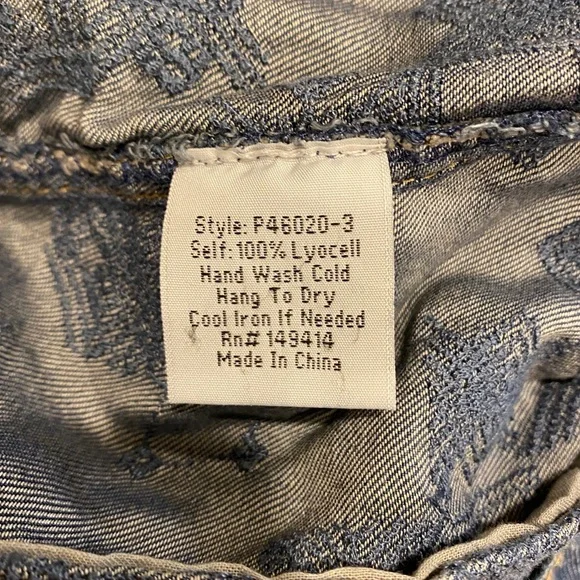 Style: P46020-3
Self: 100% Lyocell
Hand Wash Cold
Hang To Dry
Cool Iron If Needed
Rn# 149414
Made In China